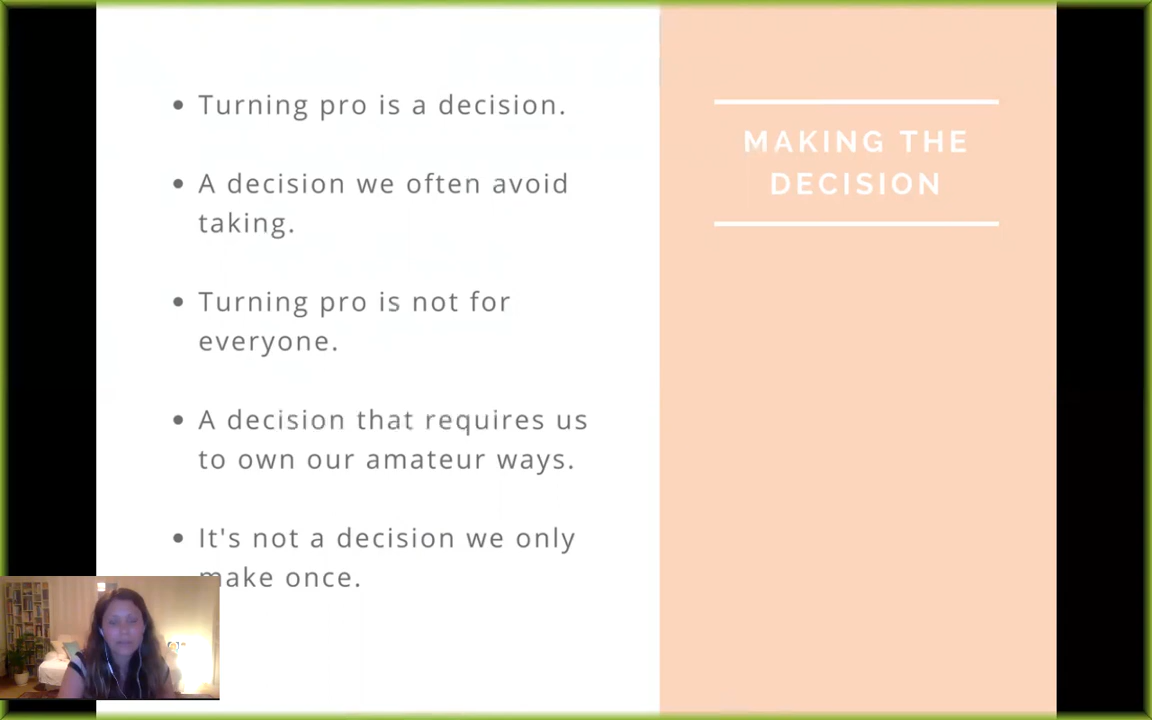 • Turning pro is a decision.
• A decision we often avoid
taking.
• Turning pro is not for
everyone.
• A decision that requires us
to own our amateur ways.
• It's not a decision we only
make once.
MAKING THE
DECISION